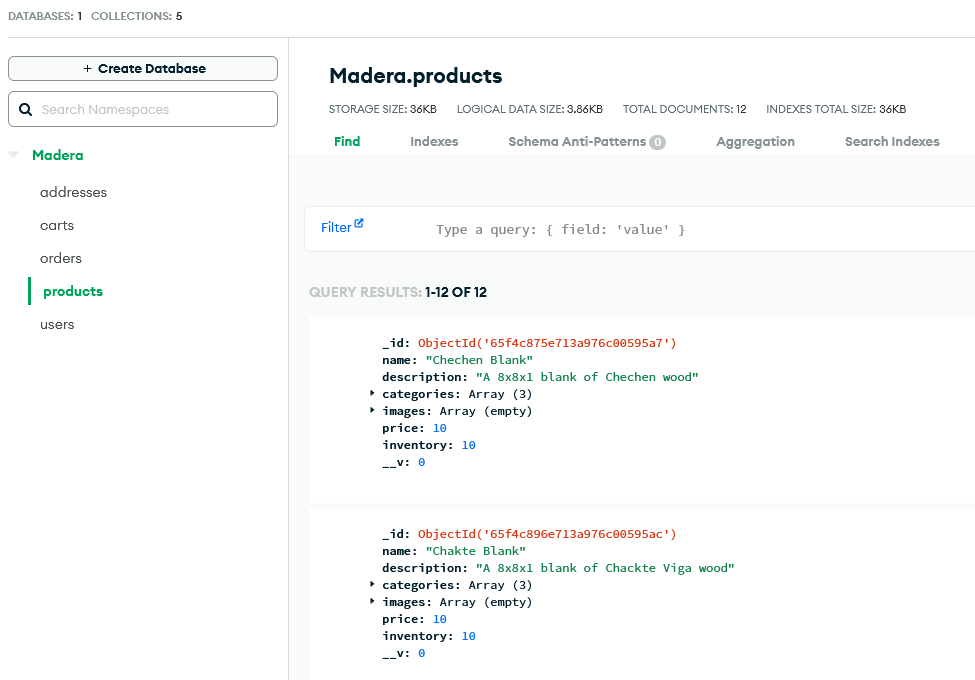 DATABASES: 1 COLLECTIONS: 5
+ Create Database
Search Namespaces
Madera
addresses
carts
orders
products
users
Madera.products
STORAGE SIZE: 36KB LOGICAL DATA SIZE: 3.86KB TOTAL DOCUMENTS: 12 INDEXES TOTAL SIZE: 36KB
Find Indexes Schema Anti-Patterns 0 Aggregation Search Indexes
Filter Type a query: { field: 'value' }
QUERY RESULTS: 1-12 OF 12
_id: ObjectId('65f4c875e713a976c00595a7')
name: "Chechen Blank"
description: "A 8x8x1 blank of Chechen wood"
categories: Array (3)
images: Array (empty)
price: 10
inventory: 10
__v: 0
_id: ObjectId('65f4c896e713a976c00595ac')
name: "Chakte Blank"
description: "A 8x8x1 blank of Chackte Viga wood"
categories: Array (3)
images: Array (empty)
price: 10
inventory: 10
__v: 0